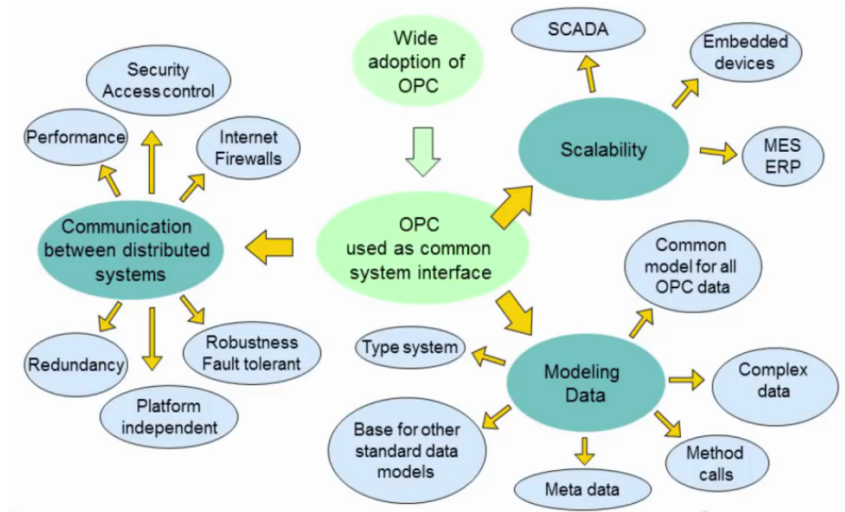 Wide
adoption of
OPC
OPC
used as common
system interface
Communication
between distributed
systems
Performance
Security
Access control
Internet
Firewalls
Redundancy
Platform
independent
Robustness
Fault tolerant
Scalability
SCADA
Embedded
devices
MES
ERP
Modeling
Data
Common
model for all
OPC data
Type system
Complex
data
Base for other
standard data
models
Meta data
Method
calls